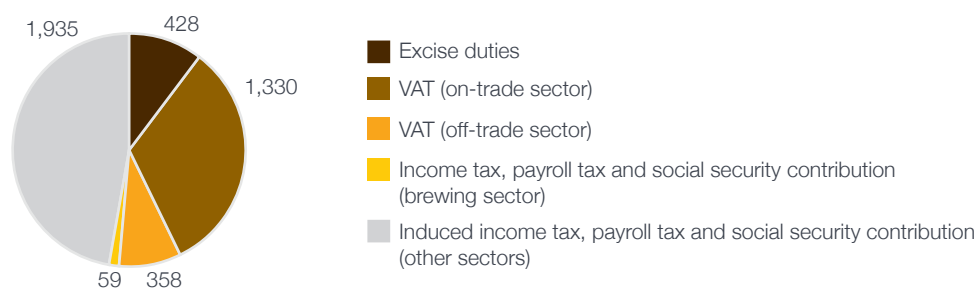 1,935
428
1,330
59
358
Excise duties
VAT (on-trade sector)
VAT (off-trade sector)
Income tax, payroll tax and social security contribution
(brewing sector)
Induced income tax, payroll tax and social security contribution
(other sectors)